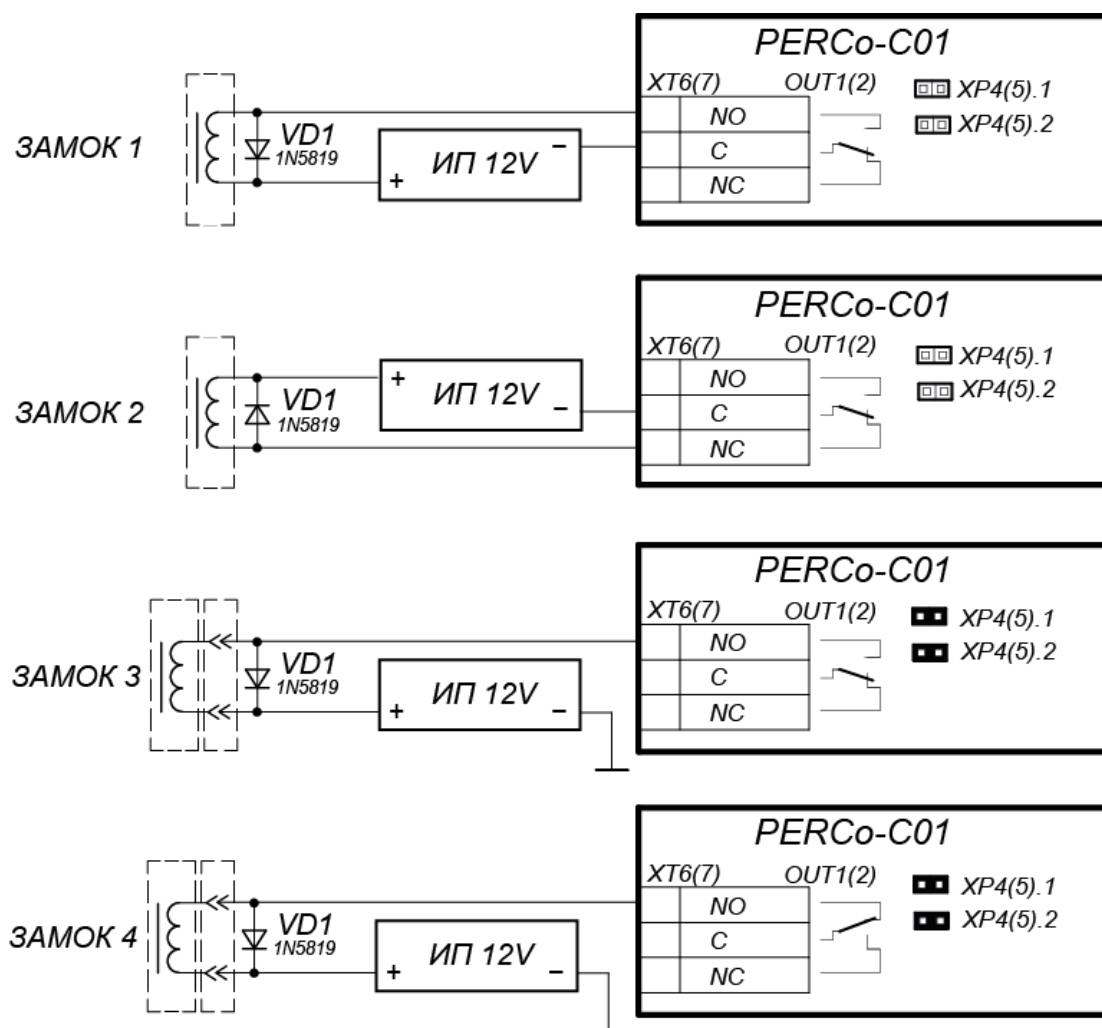 PERCo-C01
XT6(7) OUT1(2) XP4(5).1
NO
XP4(5).2
ЗАМОК 1 VD1 ИП 12V C
1N5819
+ – NC
PERCo-C01
XT6(7) OUT1(2) XP4(5).1
NO
XP4(5).2
ЗАМОК 2 VD1 + ИП 12V – C
1N5819
NC
PERCo-C01
XT6(7) OUT1(2) XP4(5).1
NO
XP4(5).2
ЗАМОК 3 VD1 + ИП 12V – C
1N5819
NC
PERCo-C01
XT6(7) OUT1(2) XP4(5).1
NO
XP4(5).2
ЗАМОК 4 VD1 + ИП 12V – C
1N5819
NC